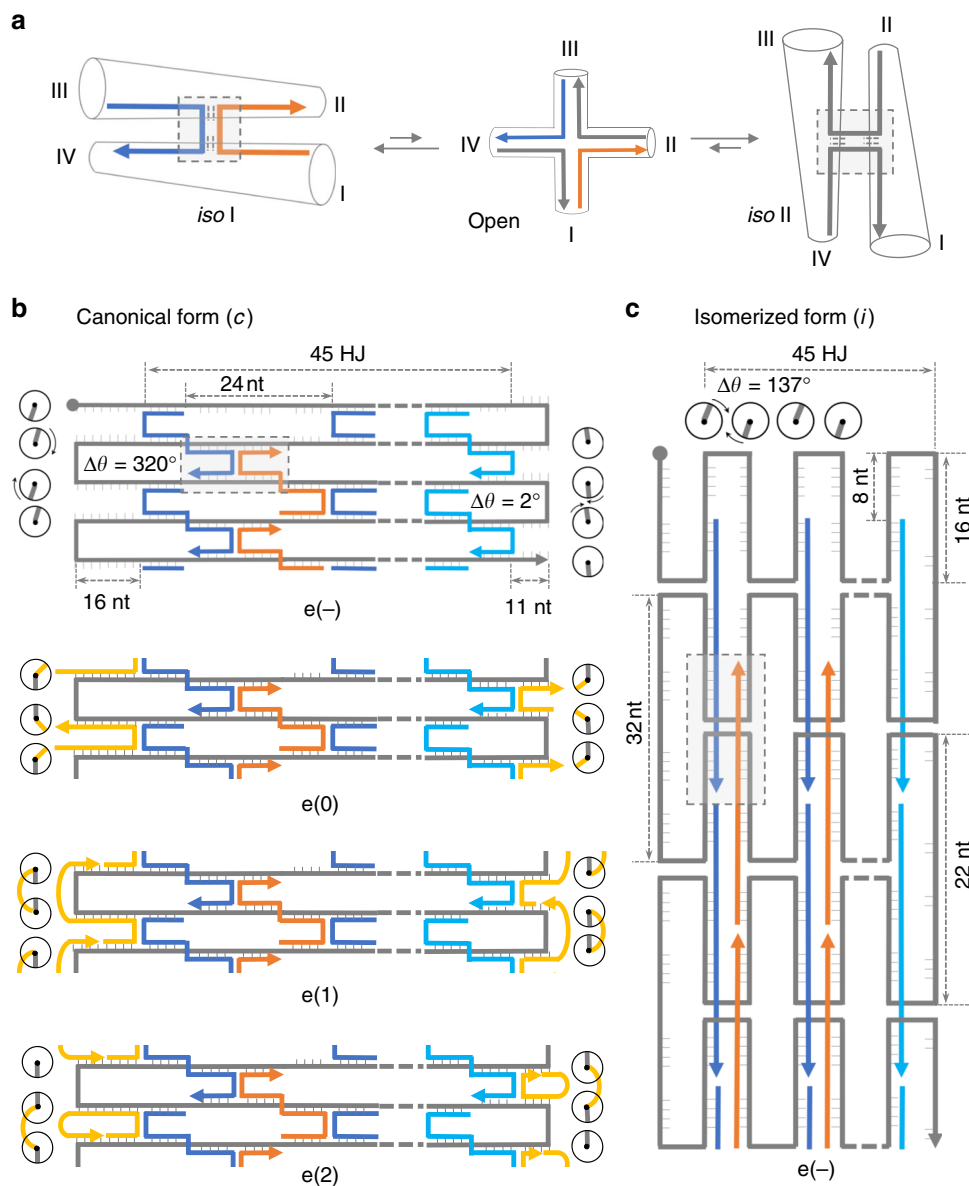 a
III
II
IV
I
iso I
III
IV
II
I
Open
III
II
IV
I
iso II
b Canonical form (c)
45 HJ
24 nt
Δθ = 320°
Δθ = 2°
16 nt
11 nt
e(−)
e(0)
e(1)
e(2)
c Isomerized form (i)
45 HJ
Δθ = 137°
8 nt
16 nt
32 nt
22 nt
e(−)